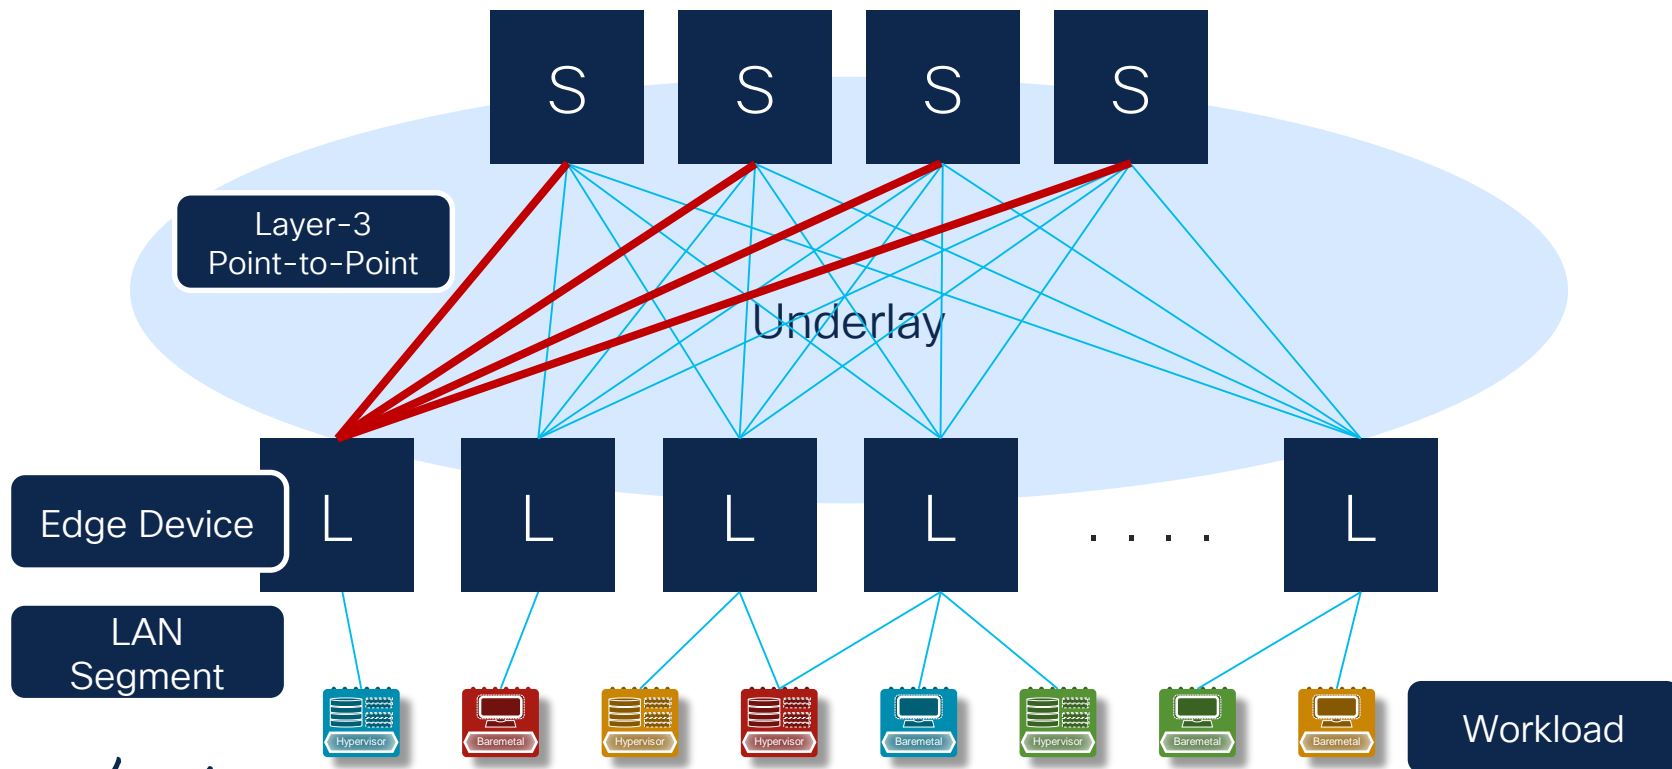 S S S S
Layer-3
Point-to-Point
Underlay
Edge Device
L L L L . . . . L
LAN
Segment
Hypervisor Baremetal Hypervisor Hypervisor Baremetal Hypervisor Baremetal Baremetal
Workload